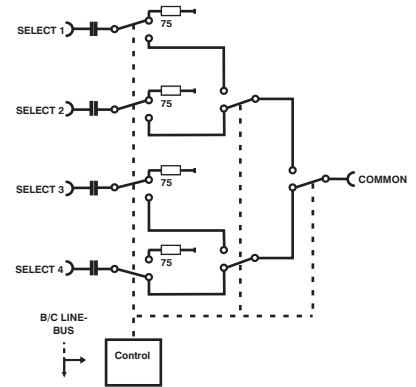 SELECT 1
75
SELECT 2
75
SELECT 3
75
COMMON
SELECT 4
75
B/C LINE-
BUS
Control